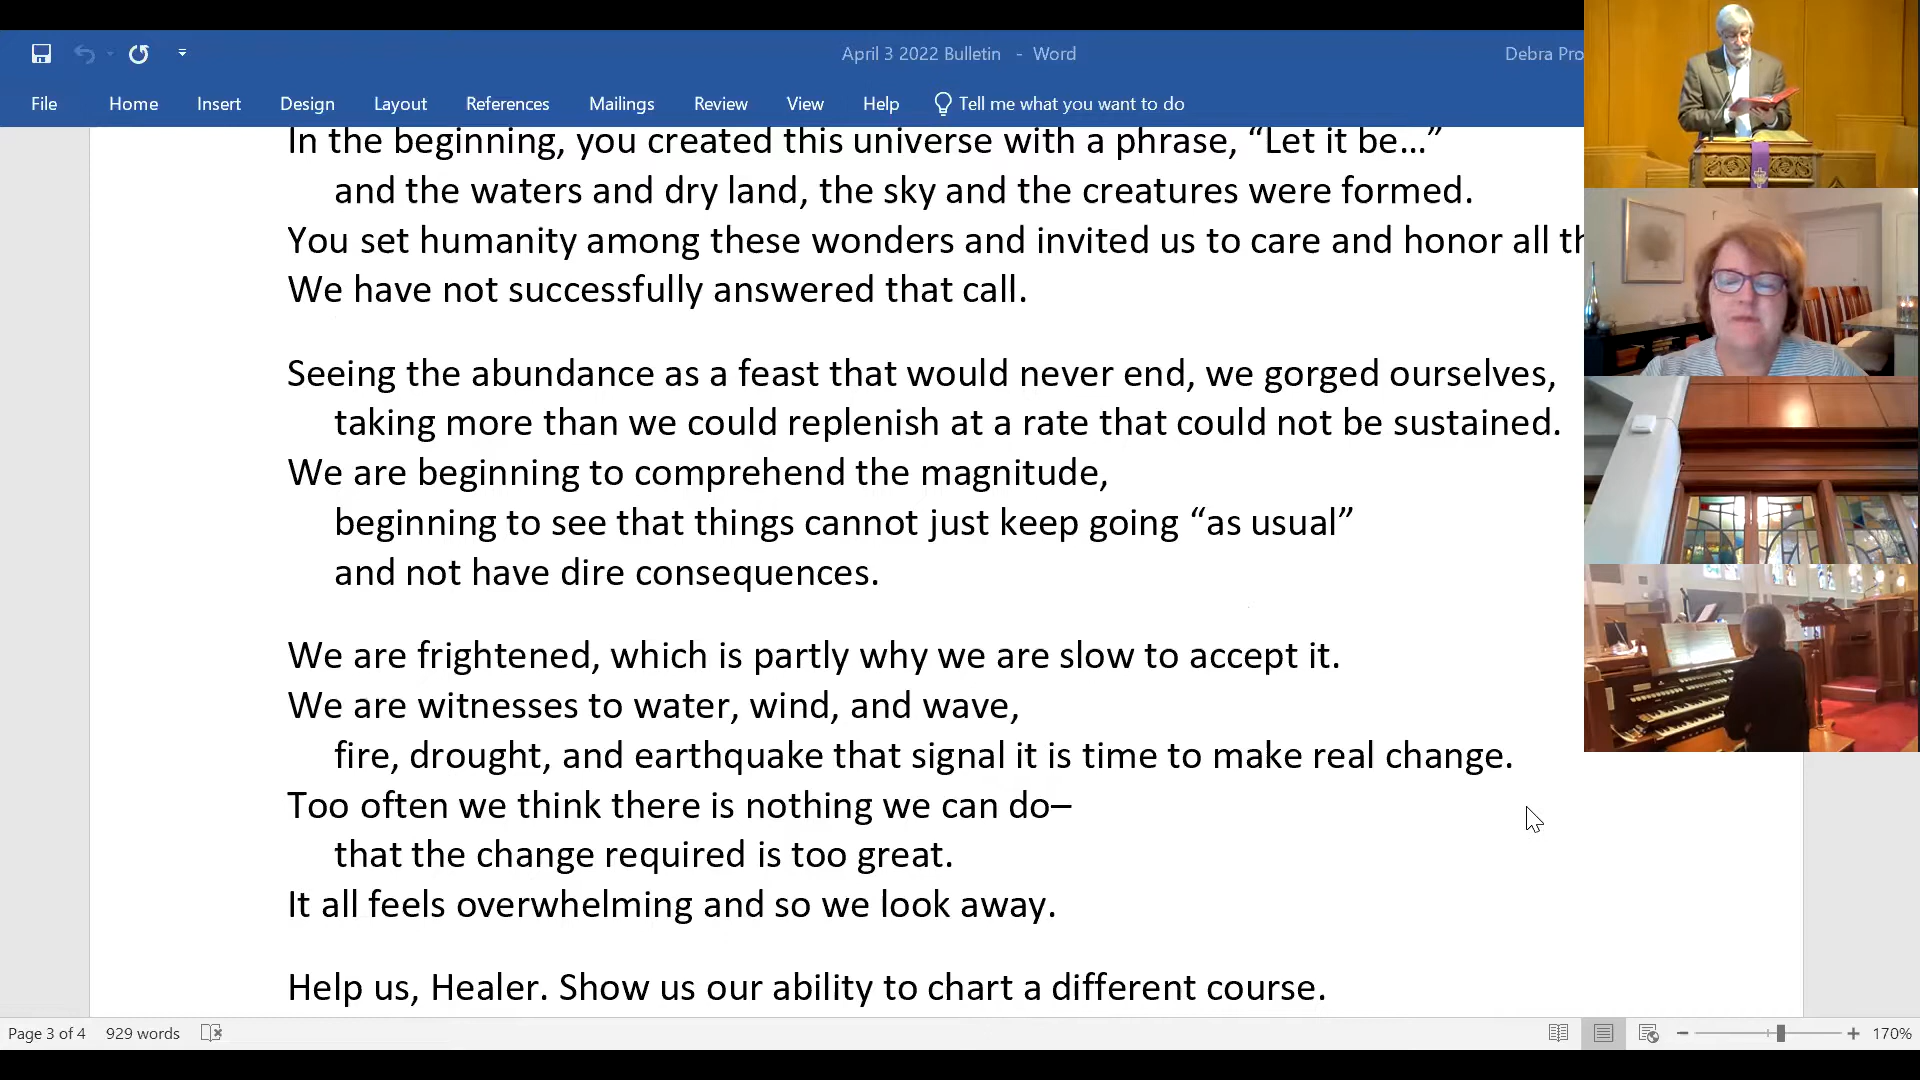 April 3 2022 Bulletin - Word
Debra Pro
File Home Insert Design Layout References Mailings Review View Help Tell me what you want to do
In the beginning, you created this universe with a phrase, “Let it be…”
and the waters and dry land, the sky and the creatures were formed.
You set humanity among these wonders and invited us to care and honor all th
We have not successfully answered that call.
Seeing the abundance as a feast that would never end, we gorged ourselves,
taking more than we could replenish at a rate that could not be sustained.
We are beginning to comprehend the magnitude,
beginning to see that things cannot just keep going “as usual”
and not have dire consequences.
We are frightened, which is partly why we are slow to accept it.
We are witnesses to water, wind, and wave,
fire, drought, and earthquake that signal it is time to make real change.
Too often we think there is nothing we can do–
that the change required is too great.
It all feels overwhelming and so we look away.
Help us, Healer. Show us our ability to chart a different course.
Page 3 of 4 929 words 170%